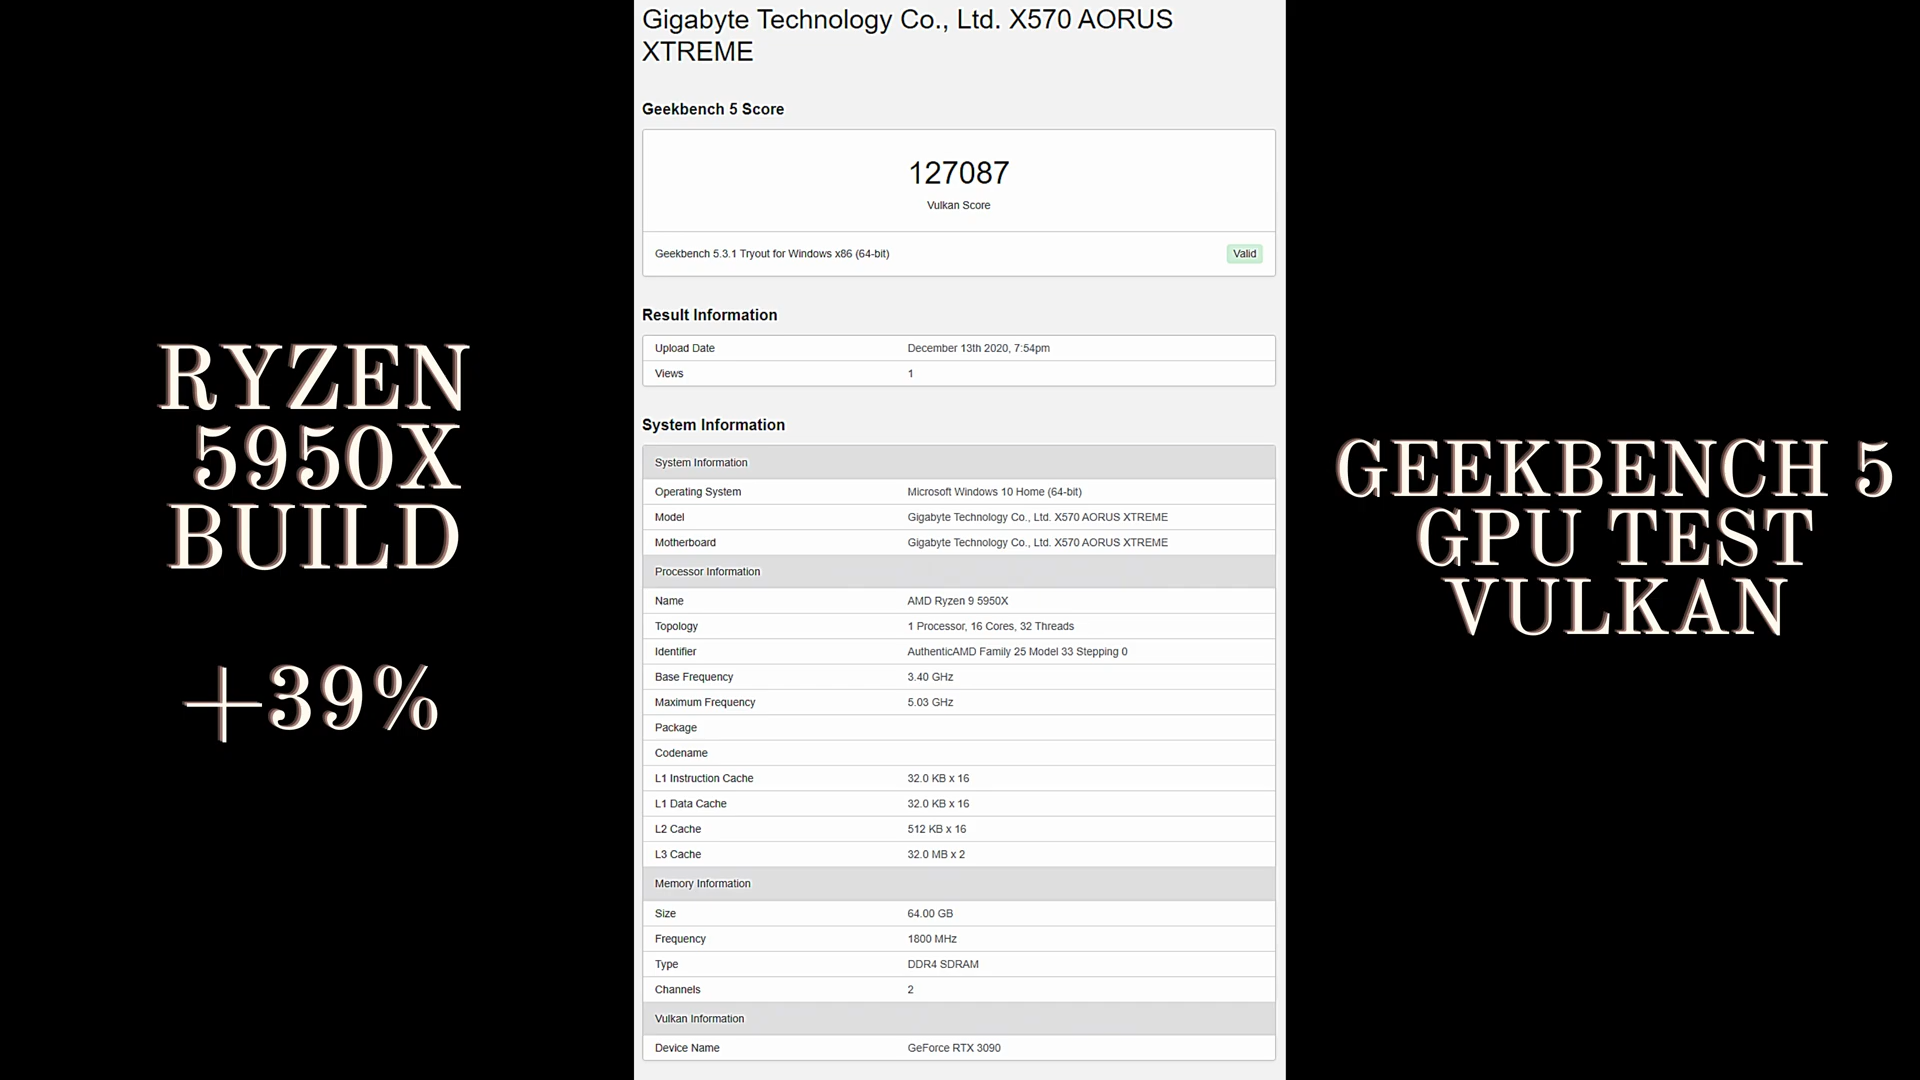 RYZEN
5950X
BUILD
+39%
Gigabyte Technology Co., Ltd. X570 AORUS
XTREME
Geekbench 5 Score
127087
Vulkan Score
Geekbench 5.3.1 Tryout for Windows x86 (64-bit) Valid
Result Information
Upload Date December 13th 2020, 7:54pm
Views 1
System Information
System Information
Operating System Microsoft Windows 10 Home (64-bit)
Model Gigabyte Technology Co., Ltd. X570 AORUS XTREME
Motherboard Gigabyte Technology Co., Ltd. X570 AORUS XTREME
Processor Information
Name AMD Ryzen 9 5950X
Topology 1 Processor, 16 Cores, 32 Threads
Identifier AuthenticAMD Family 25 Model 33 Stepping 0
Base Frequency 3.40 GHz
Maximum Frequency 5.03 GHz
Package
Codename
L1 Instruction Cache 32.0 KB x 16
L1 Data Cache 32.0 KB x 16
L2 Cache 512 KB x 16
L3 Cache 32.0 MB x 2
Memory Information
Size 64.00 GB
Frequency 1800 MHz
Type DDR4 SDRAM
Channels 2
Vulkan Information
Device Name GeForce RTX 3090
GEEKBENCH 5
GPU TEST
VULKAN